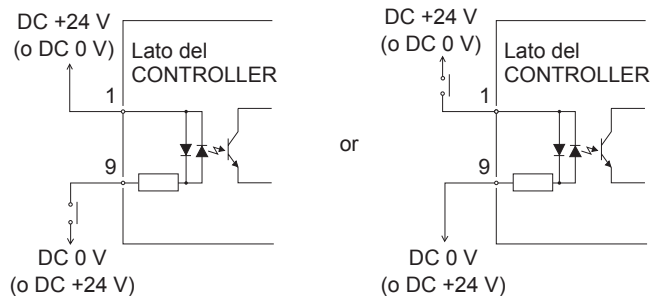 DC +24 V
(o DC 0 V)
Lato del
CONTROLLER
1
9
DC 0 V
(o DC +24 V)
or
DC +24 V
(o DC 0 V)
Lato del
CONTROLLER
1
9
DC 0 V
(o DC +24 V)